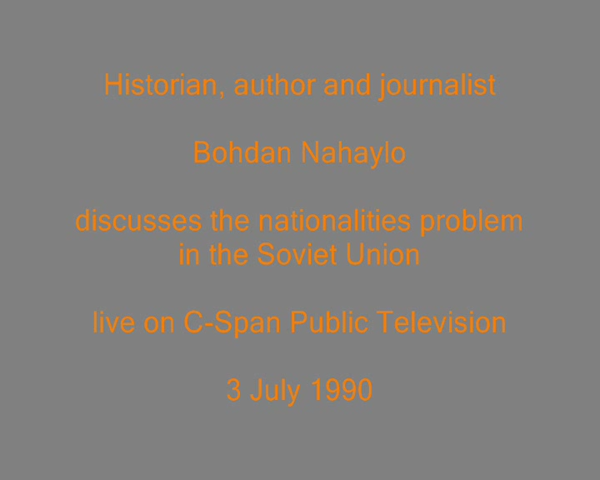 Historian, author and journalist
Bohdan Nahaylo
discusses the nationalities problem
in the Soviet Union
live on C-Span Public Television
3 July 1990